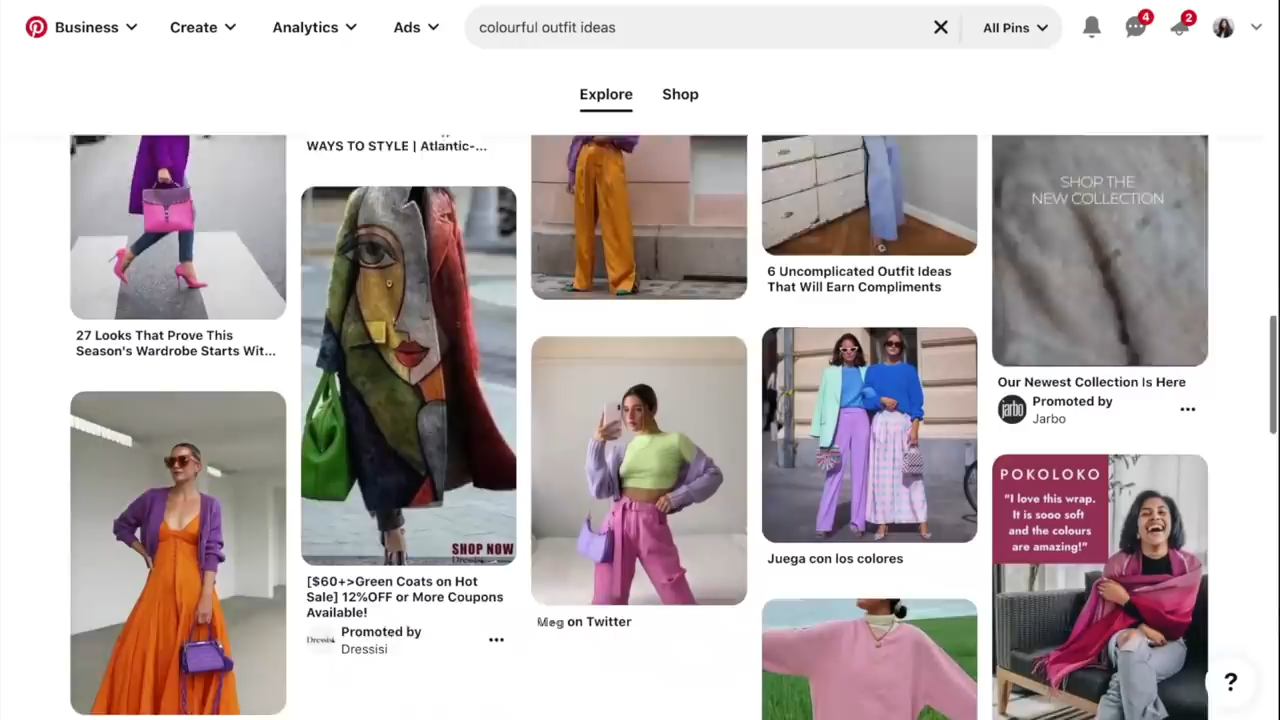 Business
Create
Analytics
Ads
colourful outfit ideas
All Pins
4
2
Explore
Shop
27 Looks That Prove This
Season's Wardrobe Starts Wit...
WAYS TO STYLE | Atlantic-...
SHOP NOW
Dressisi
[$60+>Green Coats on Hot
Sale] 12%OFF or More Coupons
Available!
Dressisi
Promoted by
Dressisi
Meg on Twitter
6 Uncomplicated Outfit Ideas
That Will Earn Compliments
Juega con los colores
SHOP THE
NEW COLLECTION
Our Newest Collection Is Here
jarbo
Promoted by
Jarbo
POKOLOKO
"I love this wrap.
It is sooo soft
and the colours
are amazing!"
?